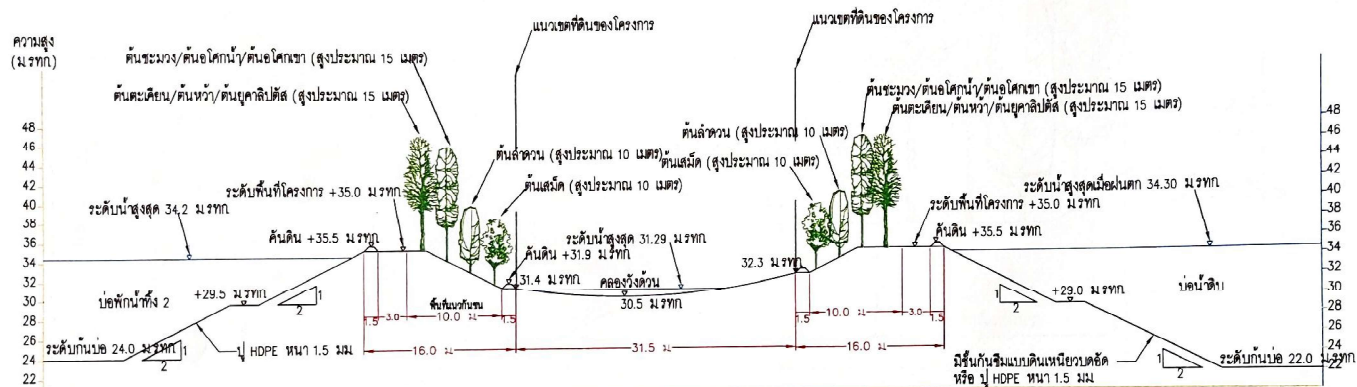 แนวเขตที่ดินของโครงการ
แนวเขตที่ดินของโครงการ
ความสูง
(ม.รทก.)
ต้นชะมวง/ต้นอโศกน้ำ/ต้นอโศกเขา (สูงประมาณ 15 เมตร)
ต้นตะเคียน/ต้นหว้า/ต้นยูคาลิปตัส (สูงประมาณ 15 เมตร)
ต้นชะมวง/ต้นอโศกน้ำ/ต้นอโศกเขา (สูงประมาณ 15 เมตร)
ต้นตะเคียน/ต้นหว้า/ต้นยูคาลิปตัส (สูงประมาณ 15 เมตร)
ต้นลำดวน (สูงประมาณ 10 เมตร)
ต้นเสม็ด (สูงประมาณ 10 เมตร)
ต้นลำดวน (สูงประมาณ 10 เมตร)
ต้นเสม็ด (สูงประมาณ 10 เมตร)
48
46
44
42
40
38
36
34
32
30
28
26
24
22
48
46
44
42
40
38
36
34
32
30
28
26
24
22
ระดับน้ำสูงสุด 34.2 ม.รทก.
ระดับพื้นที่โครงการ +35.0 ม.รทก.
คันดิน +35.5 ม.รทก.
คันดิน +31.9 ม.รทก.
31.4 ม.รทก.
ระดับน้ำสูงสุด 31.29 ม.รทก.
คลองวังด้วน
30.5 ม.รทก.
32.3 ม.รทก.
ระดับน้ำสูงสุดเมื่อฝนตก 34.30 ม.รทก.
ระดับพื้นที่โครงการ +35.0 ม.รทก.
คันดิน +35.5 ม.รทก.
บ่อพักน้ำทิ้ง 2
+29.5 ม.รทก.
1
2
พื้นที่แนวกันชน
1.5
3.0
10.0 ม.
1.5
16.0 ม.
31.5 ม.
1.5
10.0 ม.
3.0
1.5
16.0 ม.
1
2
+29.0 ม.รทก.
บ่อน้ำดิบ
ระดับก้นบ่อ 24.0 ม.รทก.
1
2
ปู HDPE หนา 1.5 มม.
มีชั้นกันซึมแบบดินเหนียวบดอัด
หรือ ปู HDPE หนา 1.5 มม.
1
2
ระดับก้นบ่อ 22.0 ม.รทก.